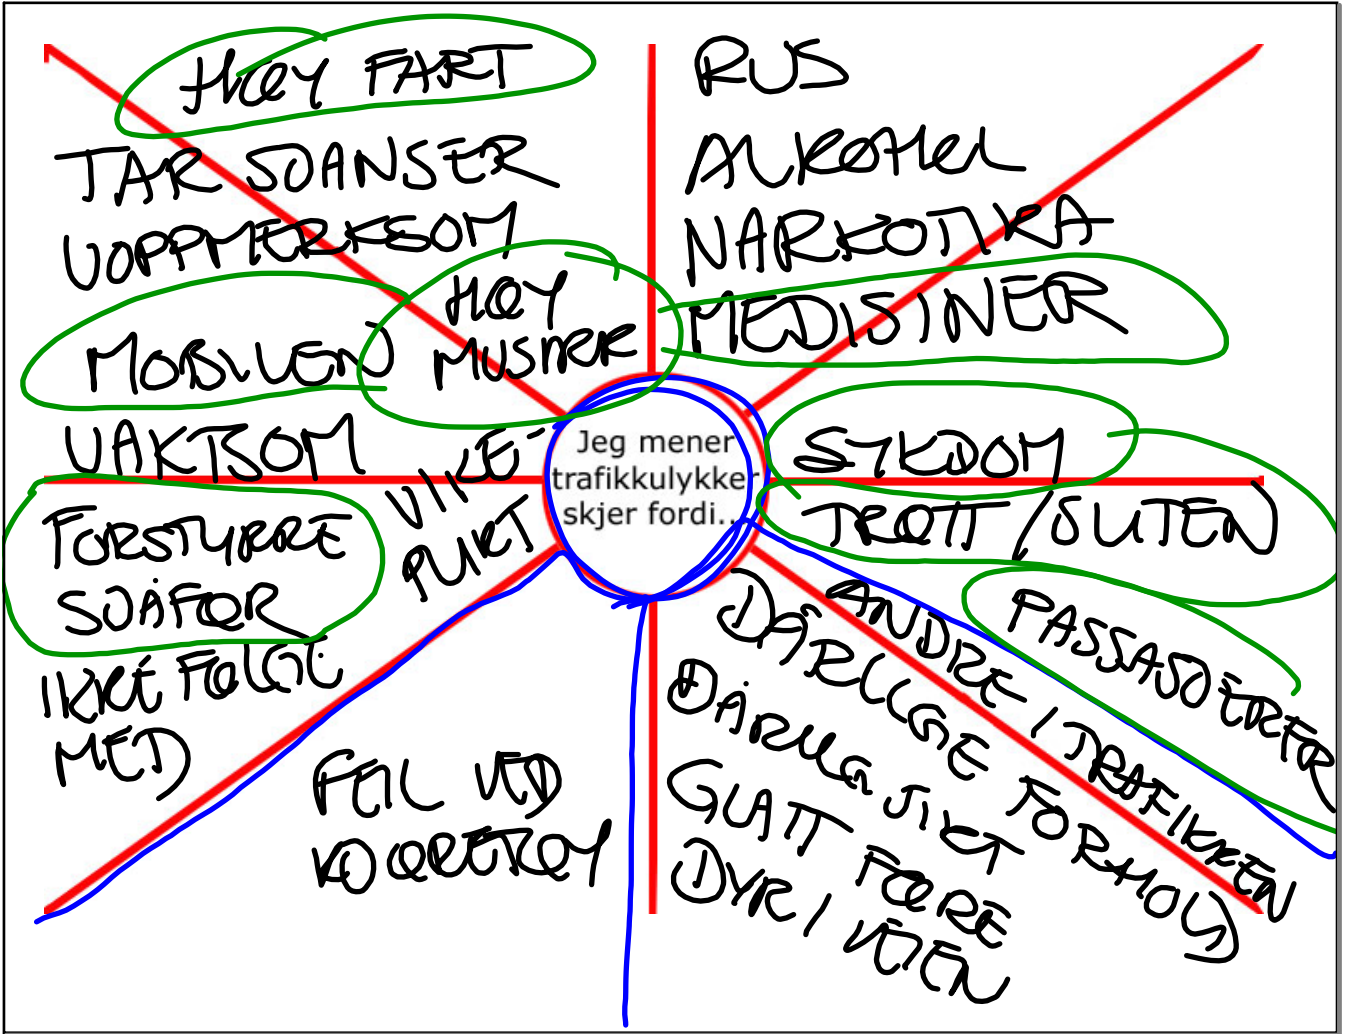 HØY FART
TAR SJANSER
UOPPMERKSOM
MOBILEN
HØY
MUSIKK
UAKTSOM
VIKE-
PLIKT
FORSTYRRE
SJÅFØR
IKKE FØLGE
MED
RUS
ALKOHOL
NARKOTIKA
MEDISINER
Jeg mener
trafikkulykker
skjer fordi..
SYKDOM
TRØTT/SLITEN
PASSASJERER
ANDRE I TRAFIKKEN
DÅRLIGE FORHOLD
DÅRLIG SIKT
GLATT FØRE
DYR I VEIEN
FEIL VED
KJØRETØY